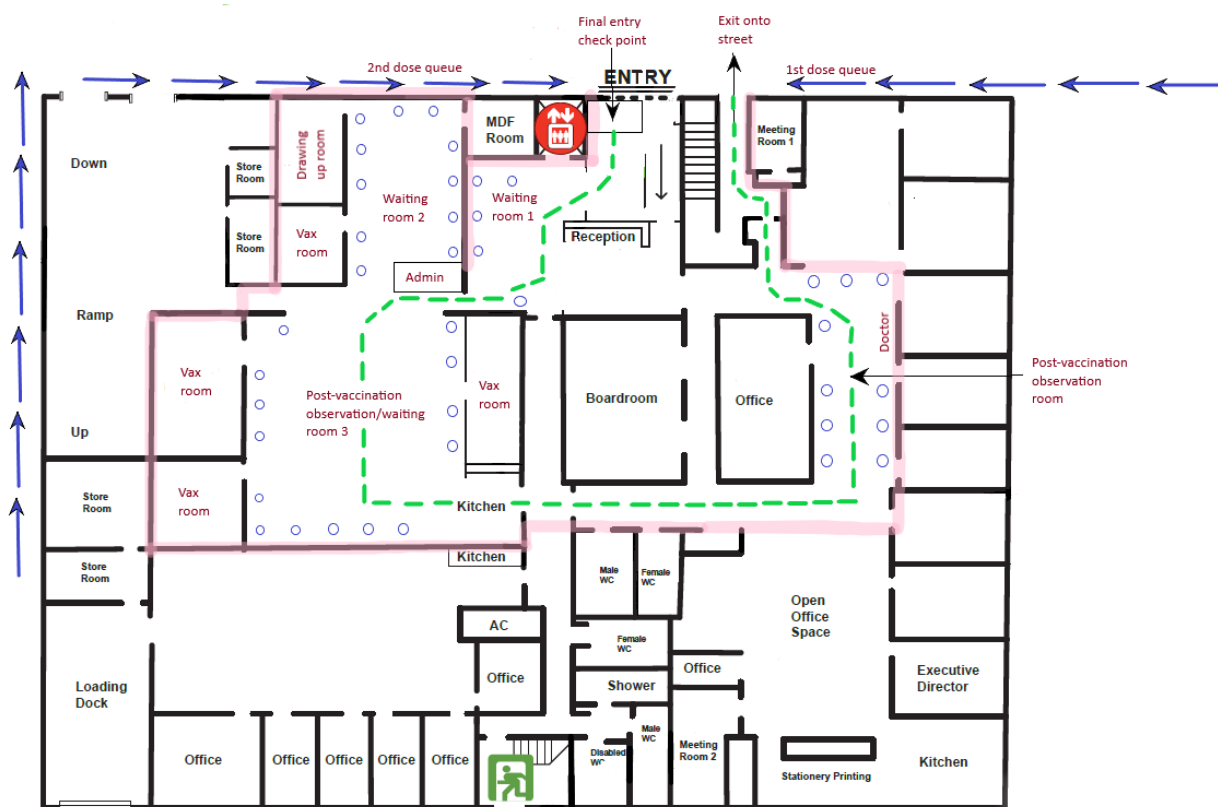 Final entry
check point
Exit onto
street
2nd dose queue
ENTRY
1st dose queue
Down
Drawing
up room
MDF
Room
Meeting
Room 1
Store
Room
Waiting
room 2
Waiting
room 1
Store
Room
Vax
room
Reception
Admin
Ramp
Doctor
Vax
room
Post-vaccination
observation/waiting
room 3
Vax
room
Boardroom
Office
Post-vaccination
observation
room
Up
Store
Room
Vax
room
Kitchen
Kitchen
Store
Room
Male
WC
Female
WC
Open
Office
Space
AC
Female
WC
Office
Office
Shower
Executive
Director
Loading
Dock
Office
Office
Office
Office
Office
Disabled
WC
Male
WC
Meeting
Room 2
Stationery Printing
Kitchen